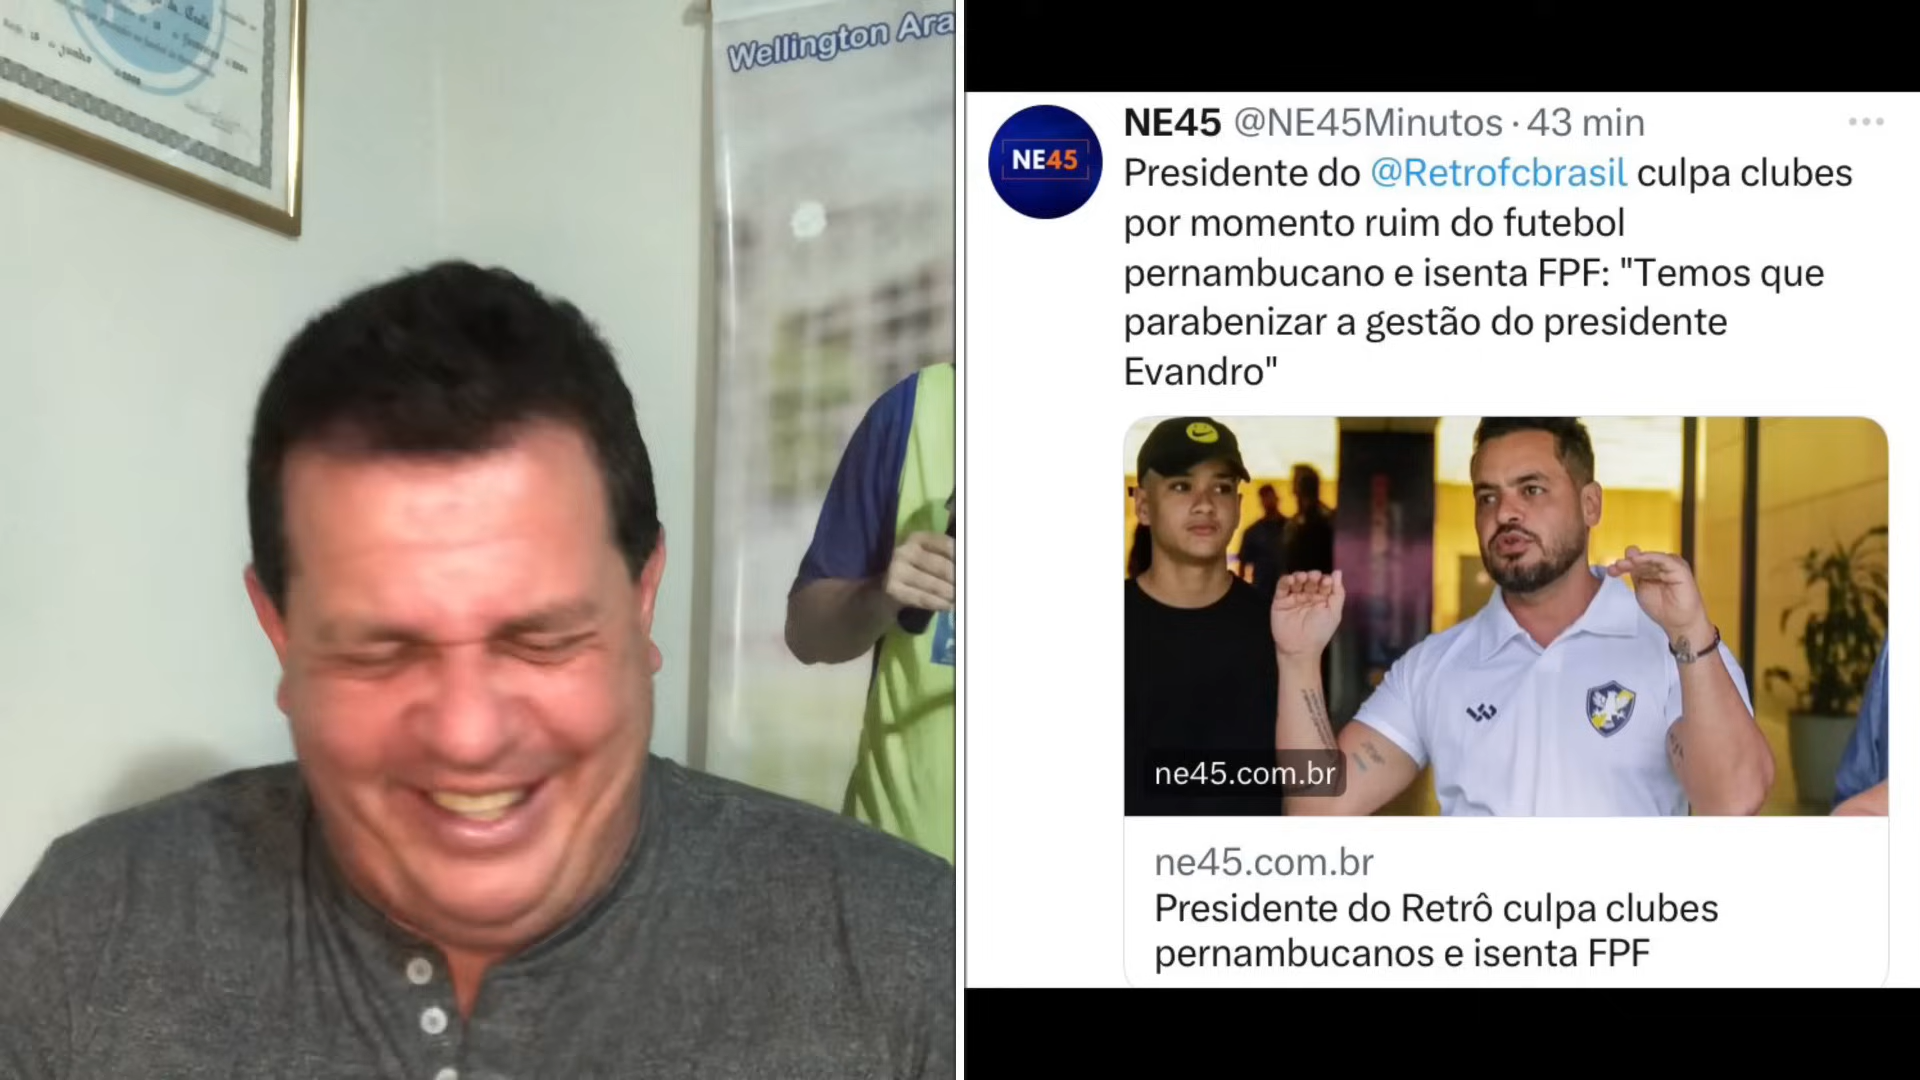 junho
Wellington Ara
NE45 @NE45Minutos · 43 min
NE45
Presidente do @Retrofcbrasil culpa clubes
por momento ruim do futebol
pernambucano e isenta FPF: "Temos que
parabenizar a gestão do presidente
Evandro"
ne45.com.br
ne45.com.br
Presidente do Retrô culpa clubes
pernambucanos e isenta FPF